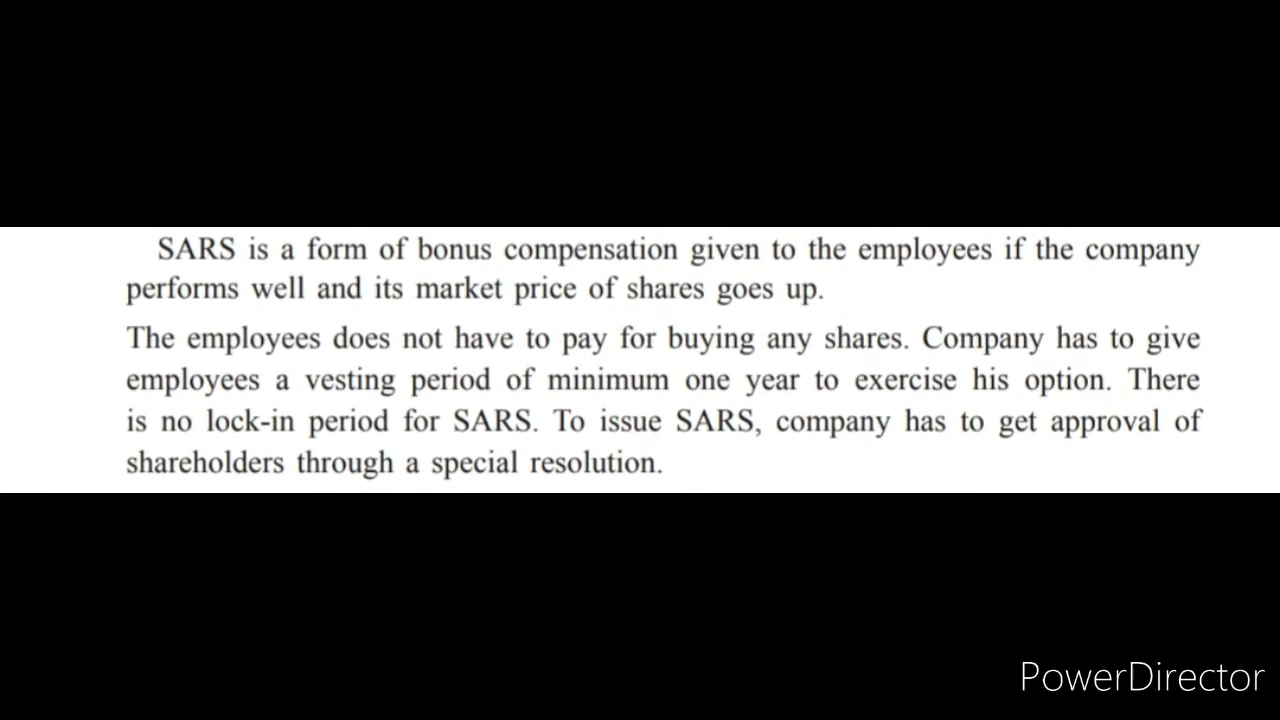 SARS is a form of bonus compensation given to the employees if the company
performs well and its market price of shares goes up.
The employees does not have to pay for buying any shares. Company has to give
employees a vesting period of minimum one year to exercise his option. There
is no lock-in period for SARS. To issue SARS, company has to get approval of
shareholders through a special resolution.
PowerDirector